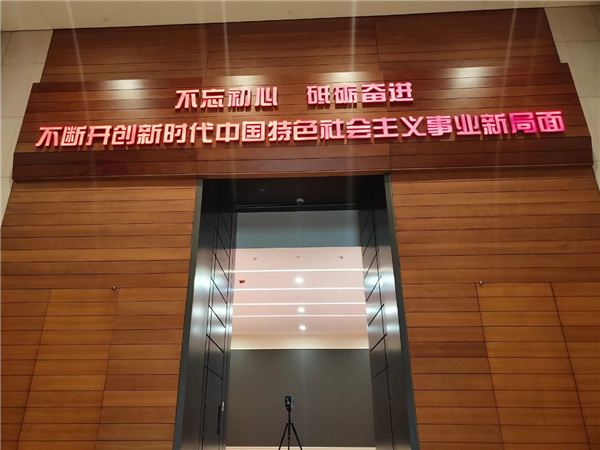 不忘初心 砥砺奋进
不断开创新时代中国特色社会主义事业新局面